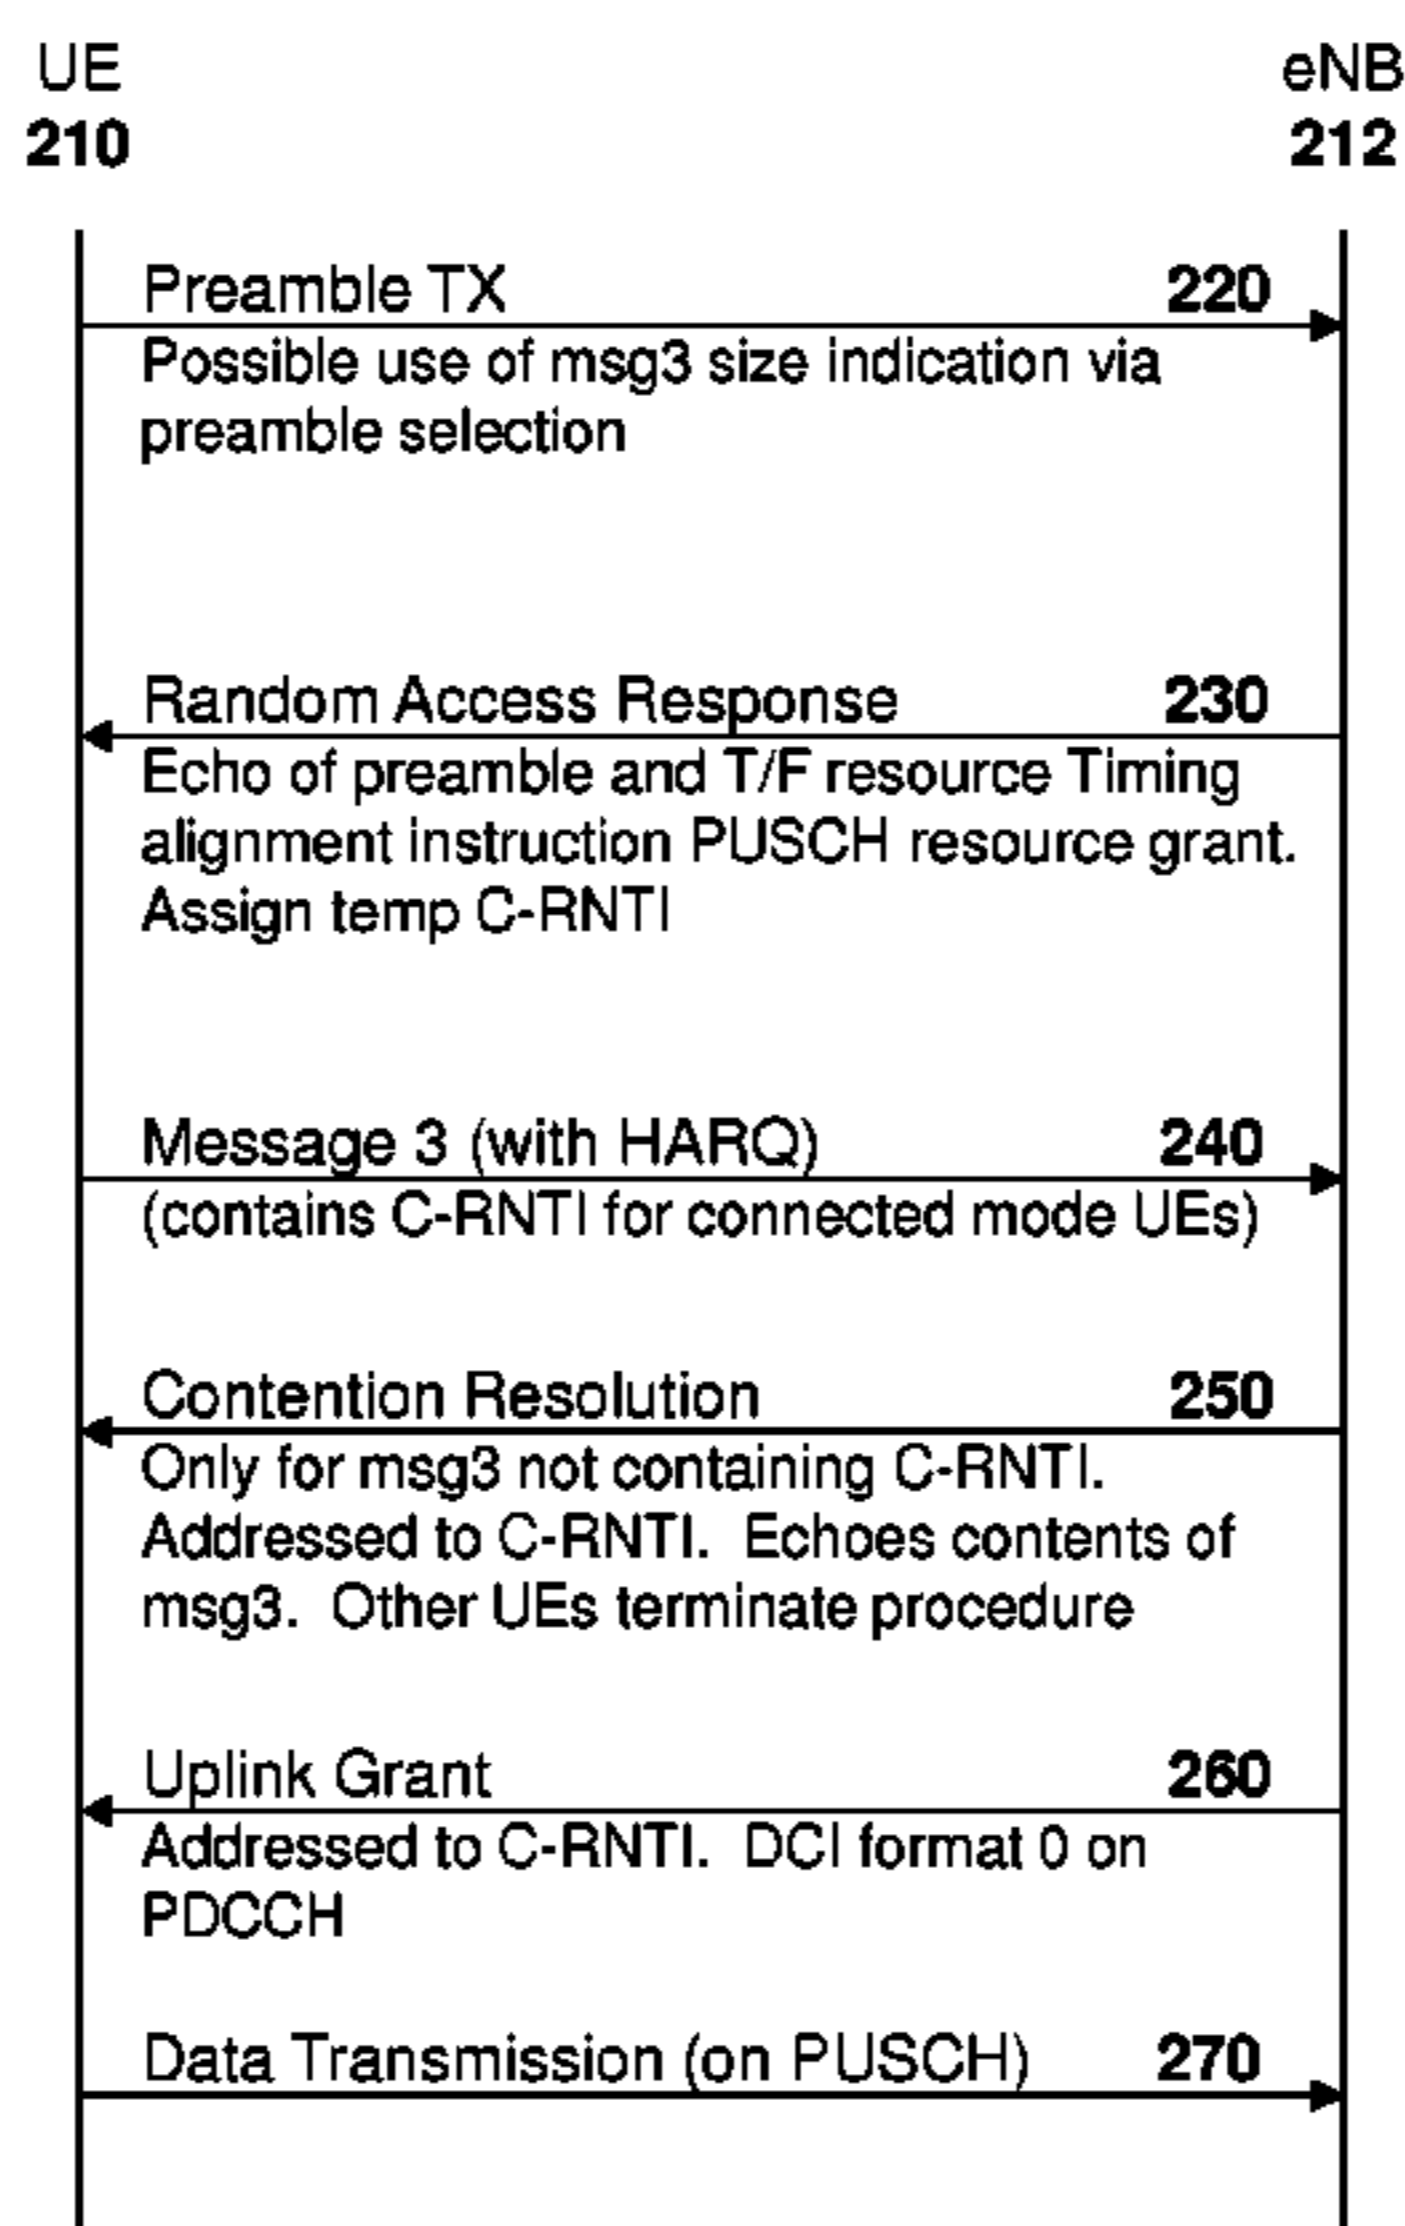 UE eNB
210 212
Preamble TX 220
Possible use of msg3 size indication via
preamble selection
Random Access Response 230
Echo of preamble and T/F resource Timing
alignment instruction PUSCH resource grant.
Assign temp C-RNTI
Message 3 (with HARQ) 240
(contains C-RNTI for connected mode UEs)
Contention Resolution 250
Only for msg3 not containing C-RNTI.
Addressed to C-RNTI. Echoes contents of
msg3. Other UEs terminate procedure
Uplink Grant 260
Addressed to C-RNTI. DCI format 0 on
PDCCH
Data Transmission (on PUSCH) 270